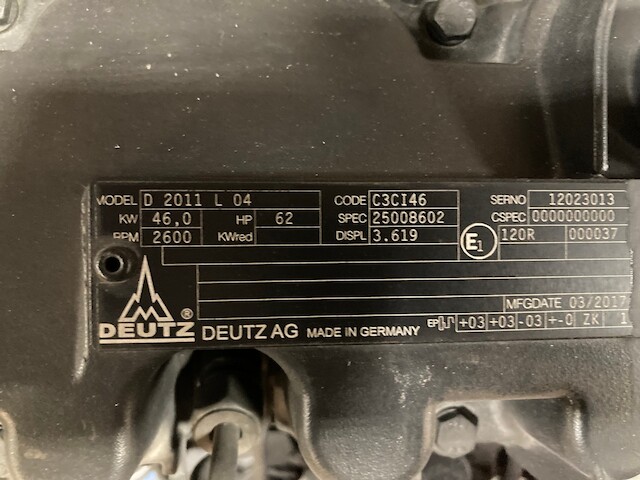 MODEL D 2011 L 04 CODE C3CI46 SERNO 12023013
KW 46,0 HP 62 SPEC 25008602 CSPEC 0000000000
RPM 2600 KWred DISPL 3.619 E1 120R 000037
MFGDATE 03/2017
DEUTZ ® DEUTZ AG MADE IN GERMANY EP +03 +03 -03 +-0 ZK 1